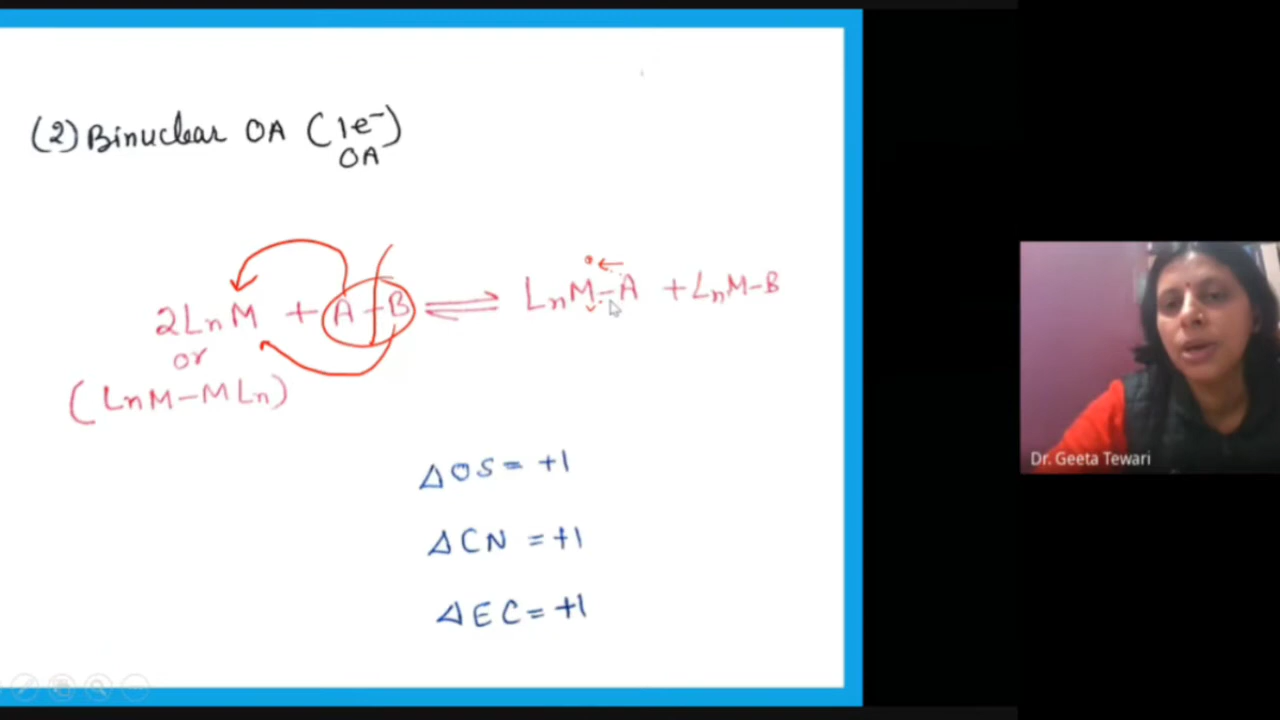 (2) Binuclear OA (1e⁻)
OA
2LnM + A-B ⇌ LnM-A + LnM-B
or
(LnM-MLn)
ΔOS = +1
ΔCN = +1
ΔEC = +1
Dr. Geeta Tewari